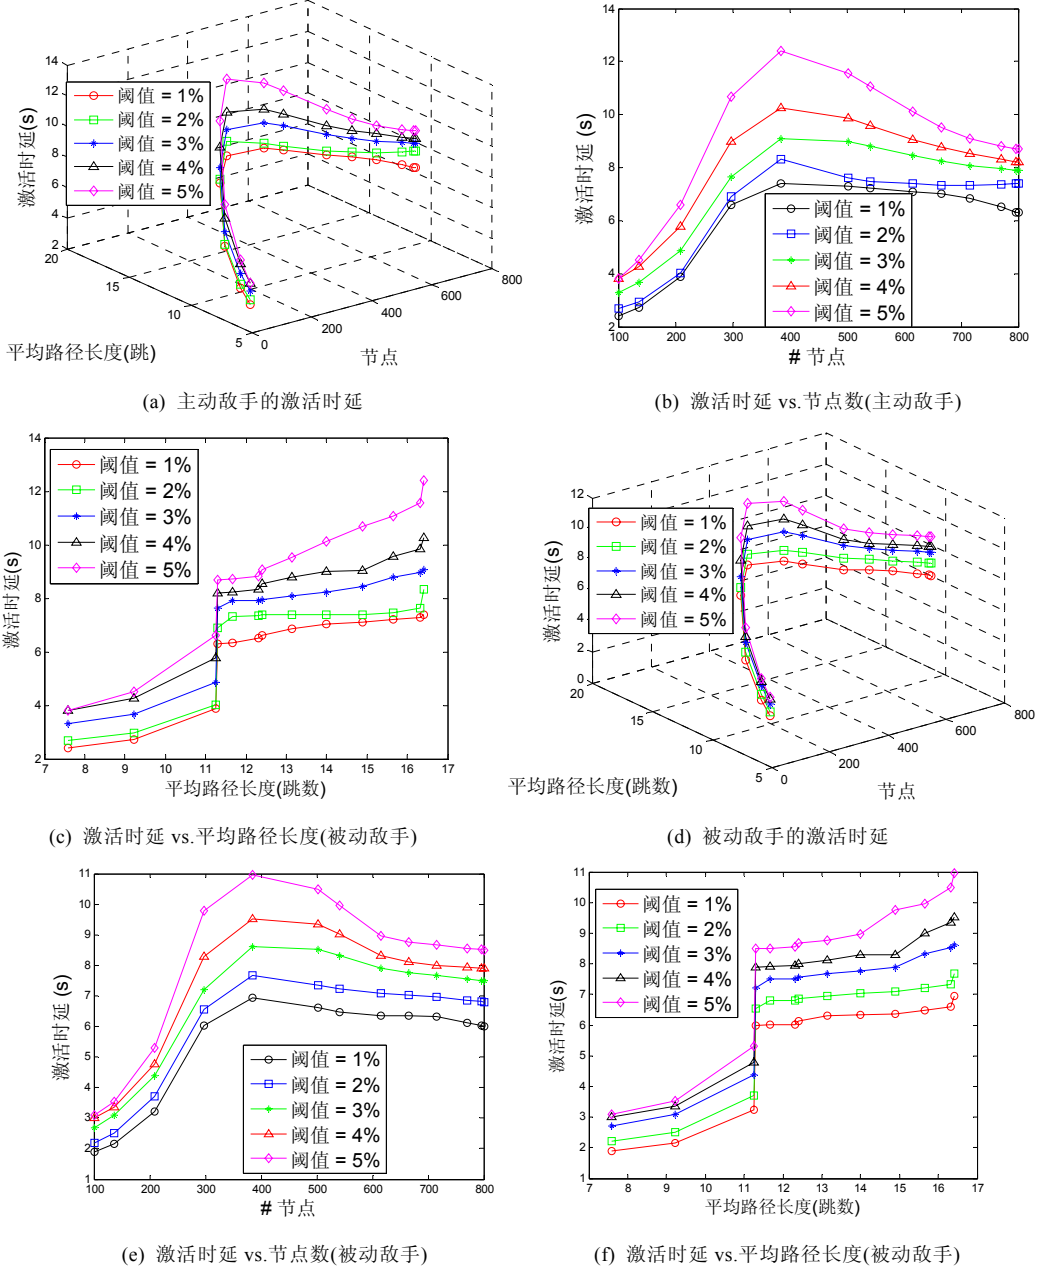 14
12
10
8
6
4
2
激活时延(s)
阈值 = 1%
阈值 = 2%
阈值 = 3%
阈值 = 4%
阈值 = 5%
20
15
10
5
0
200
400
600
800
平均路径长度(跳)
节点
(a) 主动敌手的激活时延
14
12
10
8
6
4
2
激活时延 (s)
阈值 = 1%
阈值 = 2%
阈值 = 3%
阈值 = 4%
阈值 = 5%
100 200 300 400 500 600 700 800
# 节点
(b) 激活时延 vs.节点数(主动敌手)
14
12
10
8
6
4
2
激活时延(s)
阈值 = 1%
阈值 = 2%
阈值 = 3%
阈值 = 4%
阈值 = 5%
7 8 9 10 11 12 13 14 15 16 17
平均路径长度(跳数)
(c) 激活时延 vs.平均路径长度(被动敌手)
12
10
8
6
4
2
0
激活时延(s)
阈值 = 1%
阈值 = 2%
阈值 = 3%
阈值 = 4%
阈值 = 5%
20
15
10
5
0
200
400
600
800
平均路径长度(跳数)
节点
(d) 被动敌手的激活时延
11
10
9
8
7
6
5
4
3
2
1
激活时延 (s)
阈值 = 1%
阈值 = 2%
阈值 = 3%
阈值 = 4%
阈值 = 5%
100 200 300 400 500 600 700 800
# 节点
(e) 激活时延 vs.节点数(被动敌手)
11
10
9
8
7
6
5
4
3
2
1
激活时延(s)
阈值 = 1%
阈值 = 2%
阈值 = 3%
阈值 = 4%
阈值 = 5%
7 8 9 10 11 12 13 14 15 16 17
平均路径长度(跳数)
(f) 激活时延 vs.平均路径长度(被动敌手)